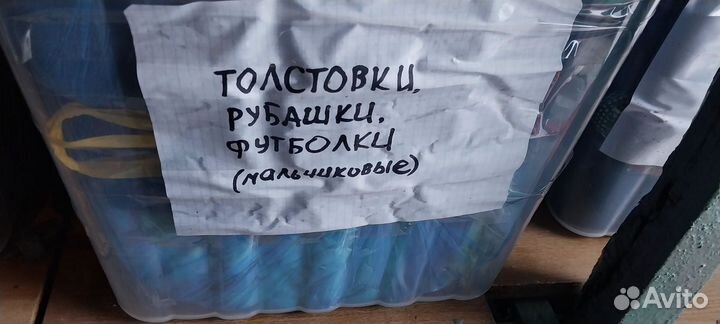 ТОЛСТОВКИ,
РУБАШКИ,
ФУТБОЛКИ
(мальчиковые)
Avito